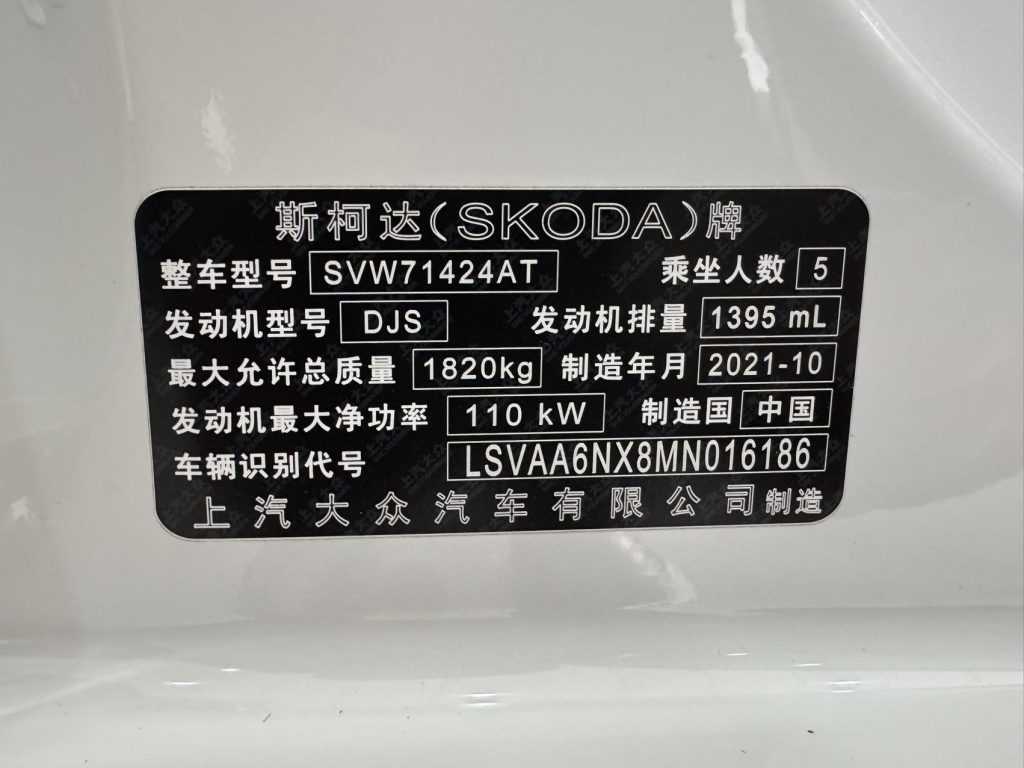 斯柯达(SKODA)牌
整车型号 SVW71424AT 乘坐人数 5
发动机型号 DJS 发动机排量 1395 mL
最大允许总质量 1820kg 制造年月 2021-10
发动机最大净功率 110 kW 制造国 中国
车辆识别代号 LSVAA6NX8MN016186
上汽大众汽车有限公司制造